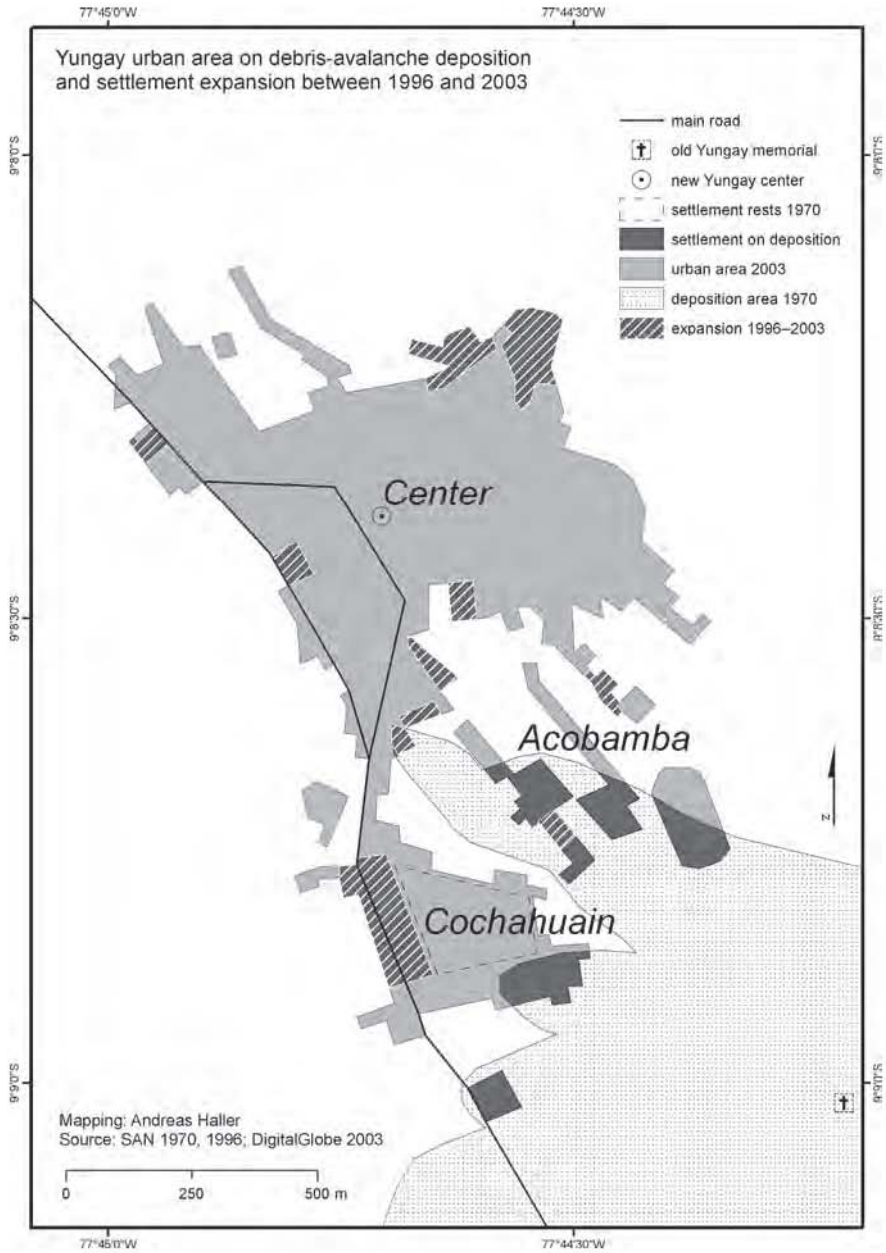 77°45'0"W 77°44'30"W
Yungay urban area on debris-avalanche deposition
and settlement expansion between 1996 and 2003
main road
old Yungay memorial
new Yungay center
settlement rests 1970
settlement on deposition
urban area 2003
deposition area 1970
expansion 1996–2003
9°8'0"S 9°8'0"S
Center
9°8'30"S 9°8'30"S
Acobamba
N
Cochahuain
9°9'0"S 9°9'0"S
Mapping: Andreas Haller
Source: SAN 1970, 1996; DigitalGlobe 2003
0 250 500 m
77°45'0"W 77°44'30"W